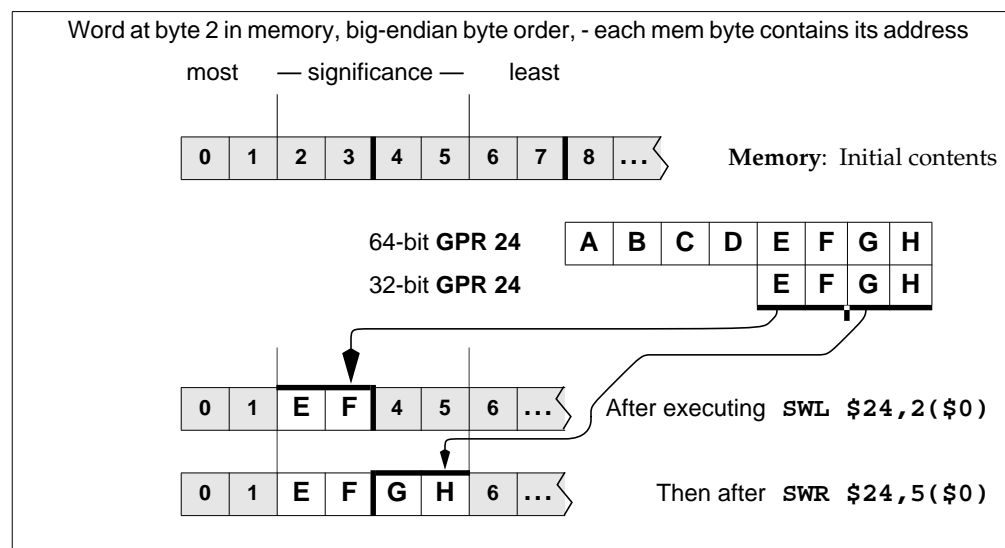 Word at byte 2 in memory, big-endian byte order, - each mem byte contains its address
most — significance — least
0 1 2 3 4 5 6 7 8 ... Memory: Initial contents
64-bit GPR 24 A B C D E F G H
32-bit GPR 24 E F G H
0 1 E F 4 5 6 ... After executing SWL $24,2($0)
0 1 E F G H 6 ... Then after SWR $24,5($0)